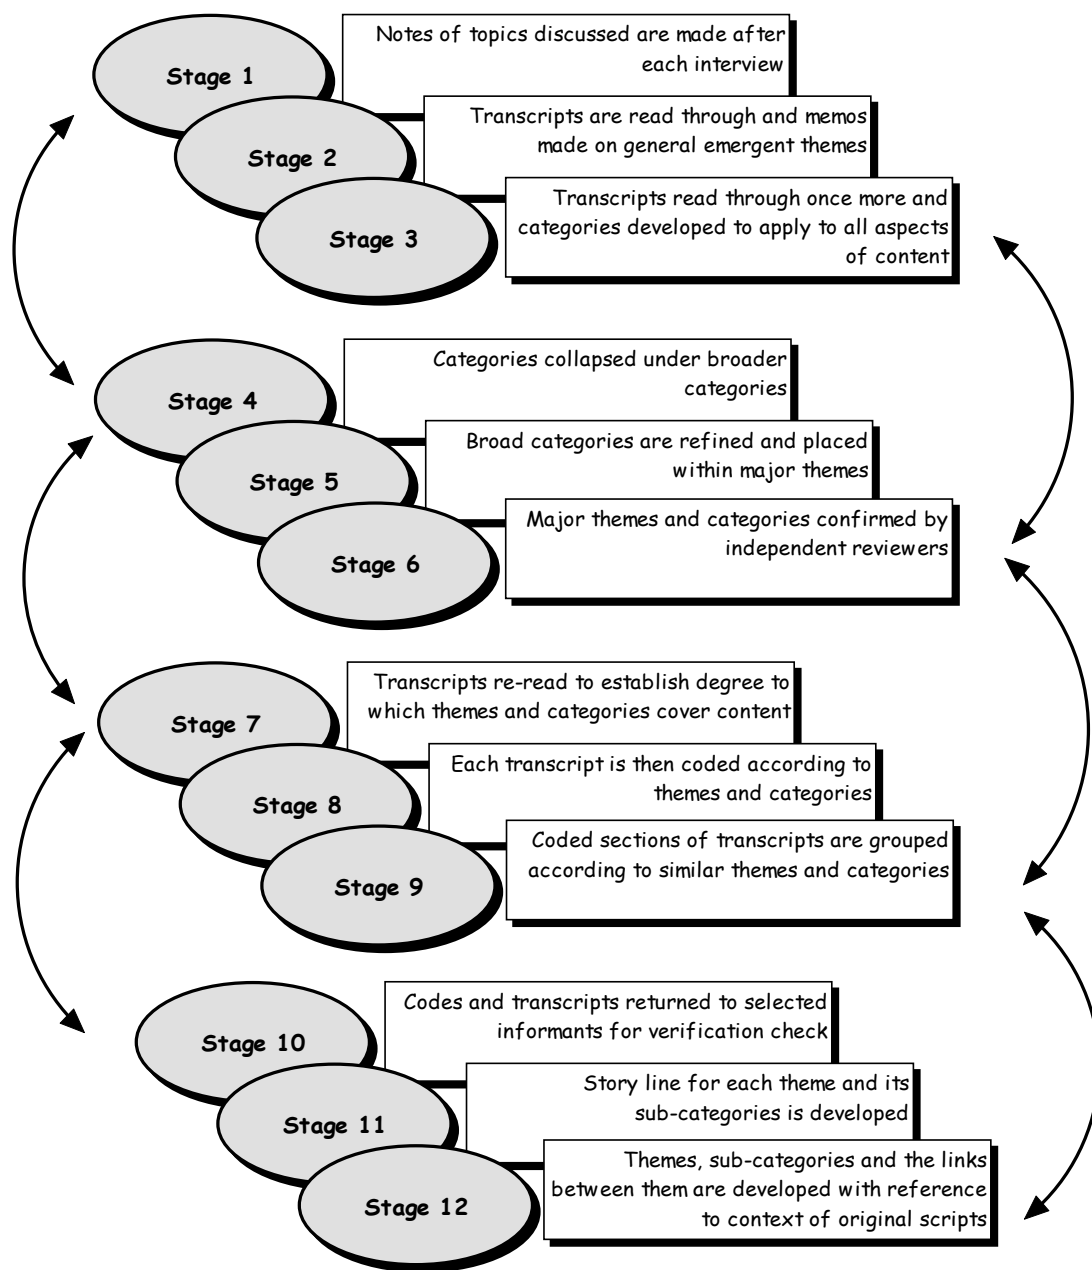 Stage 1
Notes of topics discussed are made after
each interview
Stage 2
Transcripts are read through and memos
made on general emergent themes
Stage 3
Transcripts read through once more and
categories developed to apply to all aspects
of content
Stage 4
Categories collapsed under broader
categories
Stage 5
Broad categories are refined and placed
within major themes
Stage 6
Major themes and categories confirmed by
independent reviewers
Stage 7
Transcripts re-read to establish degree to
which themes and categories cover content
Stage 8
Each transcript is then coded according to
themes and categories
Stage 9
Coded sections of transcripts are grouped
according to similar themes and categories
Stage 10
Codes and transcripts returned to selected
informants for verification check
Stage 11
Story line for each theme and its
sub-categories is developed
Stage 12
Themes, sub-categories and the links
between them are developed with reference
to context of original scripts